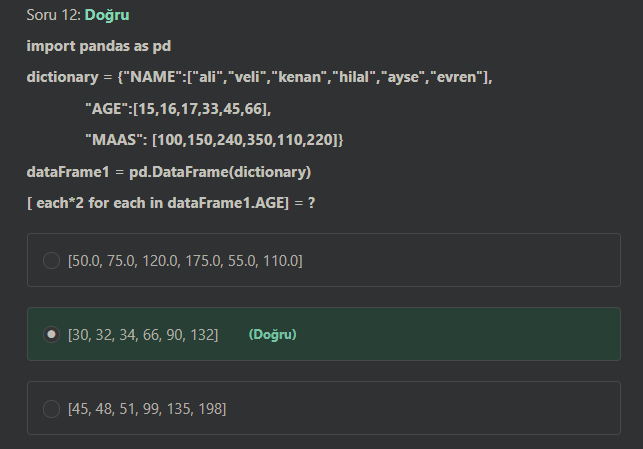 Soru 12: Doğru
import pandas as pd
dictionary = {"NAME":["ali","veli","kenan","hilal","ayse","evren"],
"AGE":[15,16,17,33,45,66],
"MAAS": [100,150,240,350,110,220]}
dataFrame1 = pd.DataFrame(dictionary)
[ each*2 for each in dataFrame1.AGE] = ?
[50.0, 75.0, 120.0, 175.0, 55.0, 110.0]
[30, 32, 34, 66, 90, 132] (Doğru)
[45, 48, 51, 99, 135, 198]